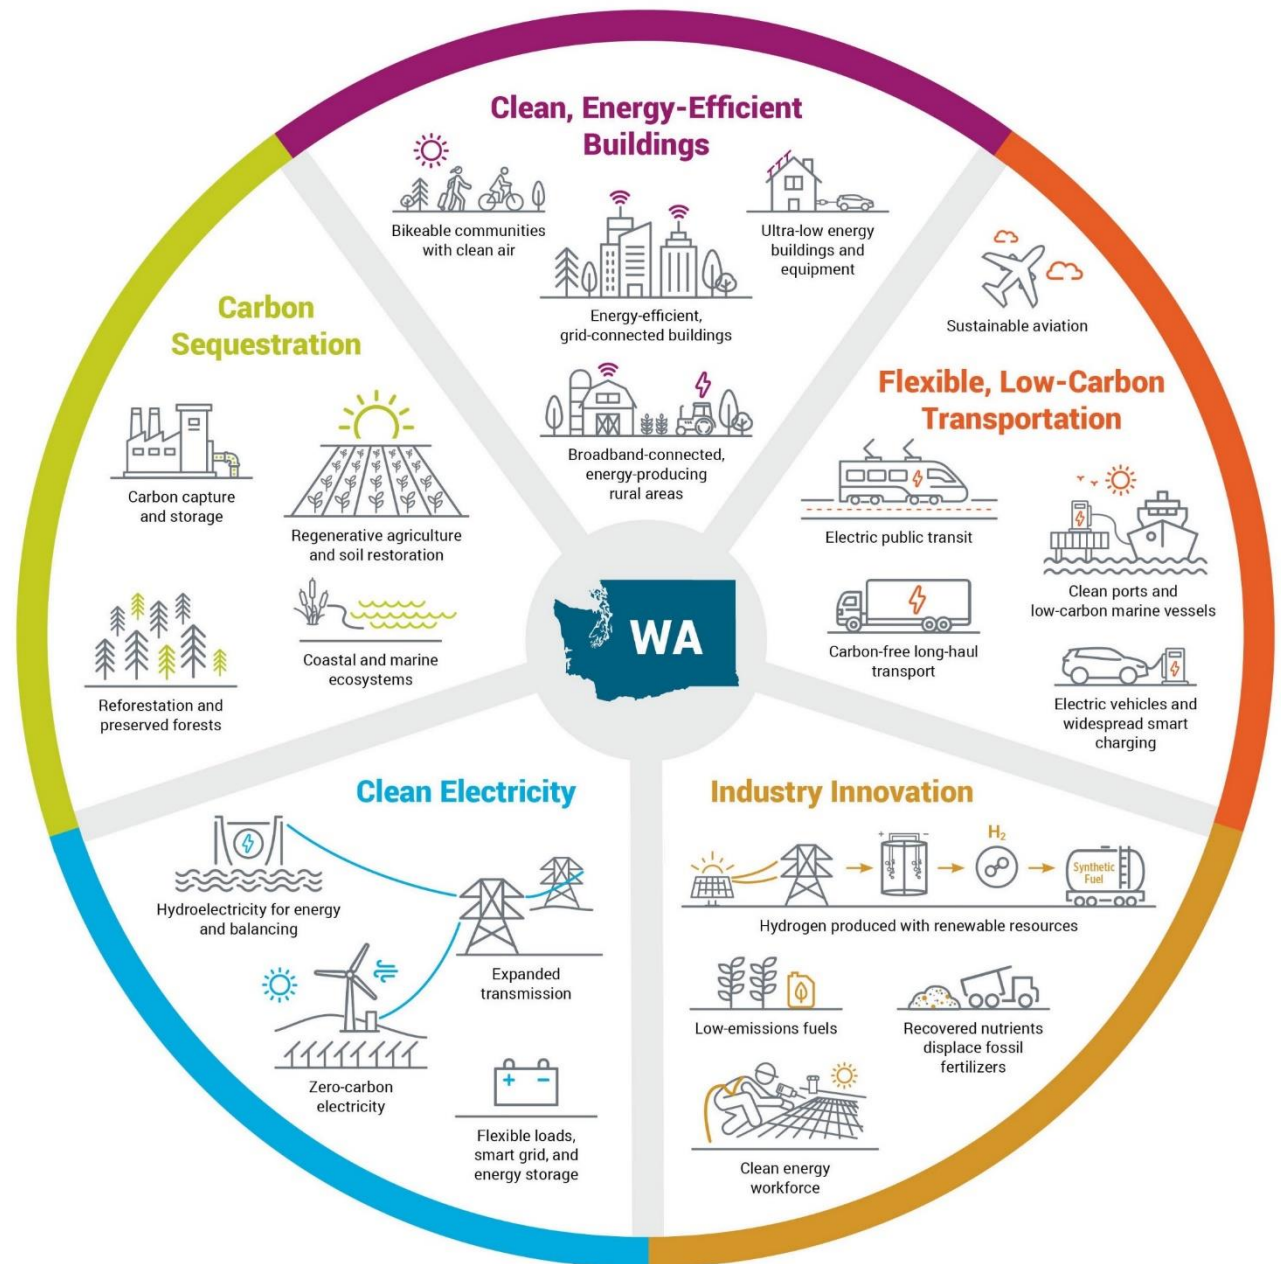 Clean, Energy-Efficient
Buildings
Bikeable communities
with clean air
Energy-efficient,
grid-connected buildings
Ultra-low energy
buildings and
equipment
Broadband-connected,
energy-producing
rural areas
Sustainable aviation
Flexible, Low-Carbon
Transportation
Electric public transit
Clean ports and
low-carbon marine vessels
Carbon-free long-haul
transport
Electric vehicles and
widespread smart
charging
Carbon
Sequestration
Carbon capture
and storage
Regenerative agriculture
and soil restoration
Reforestation and
preserved forests
Coastal and marine
ecosystems
WA
Clean Electricity
Hydroelectricity for energy
and balancing
Expanded
transmission
Zero-carbon
electricity
+ −
Flexible loads,
smart grid, and
energy storage
Industry Innovation
+ −
H₂
Synthetic
Fuel
Hydrogen produced with renewable resources
Low-emissions fuels
Recovered nutrients
displace fossil
fertilizers
Clean energy
workforce